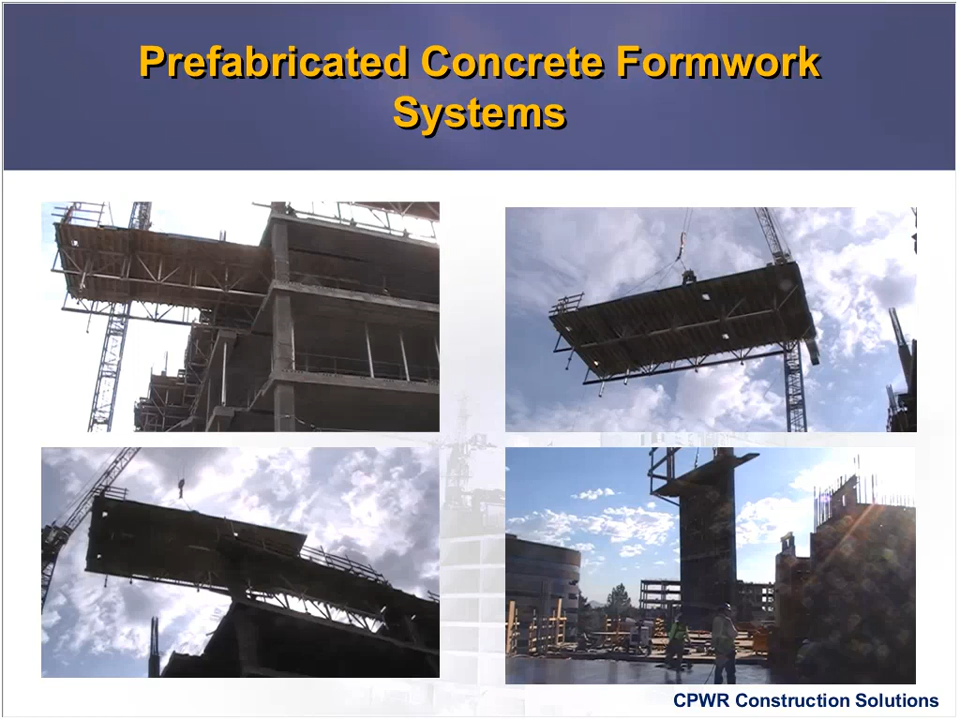 Prefabricated Concrete Formwork
Systems
CPWR Construction Solutions